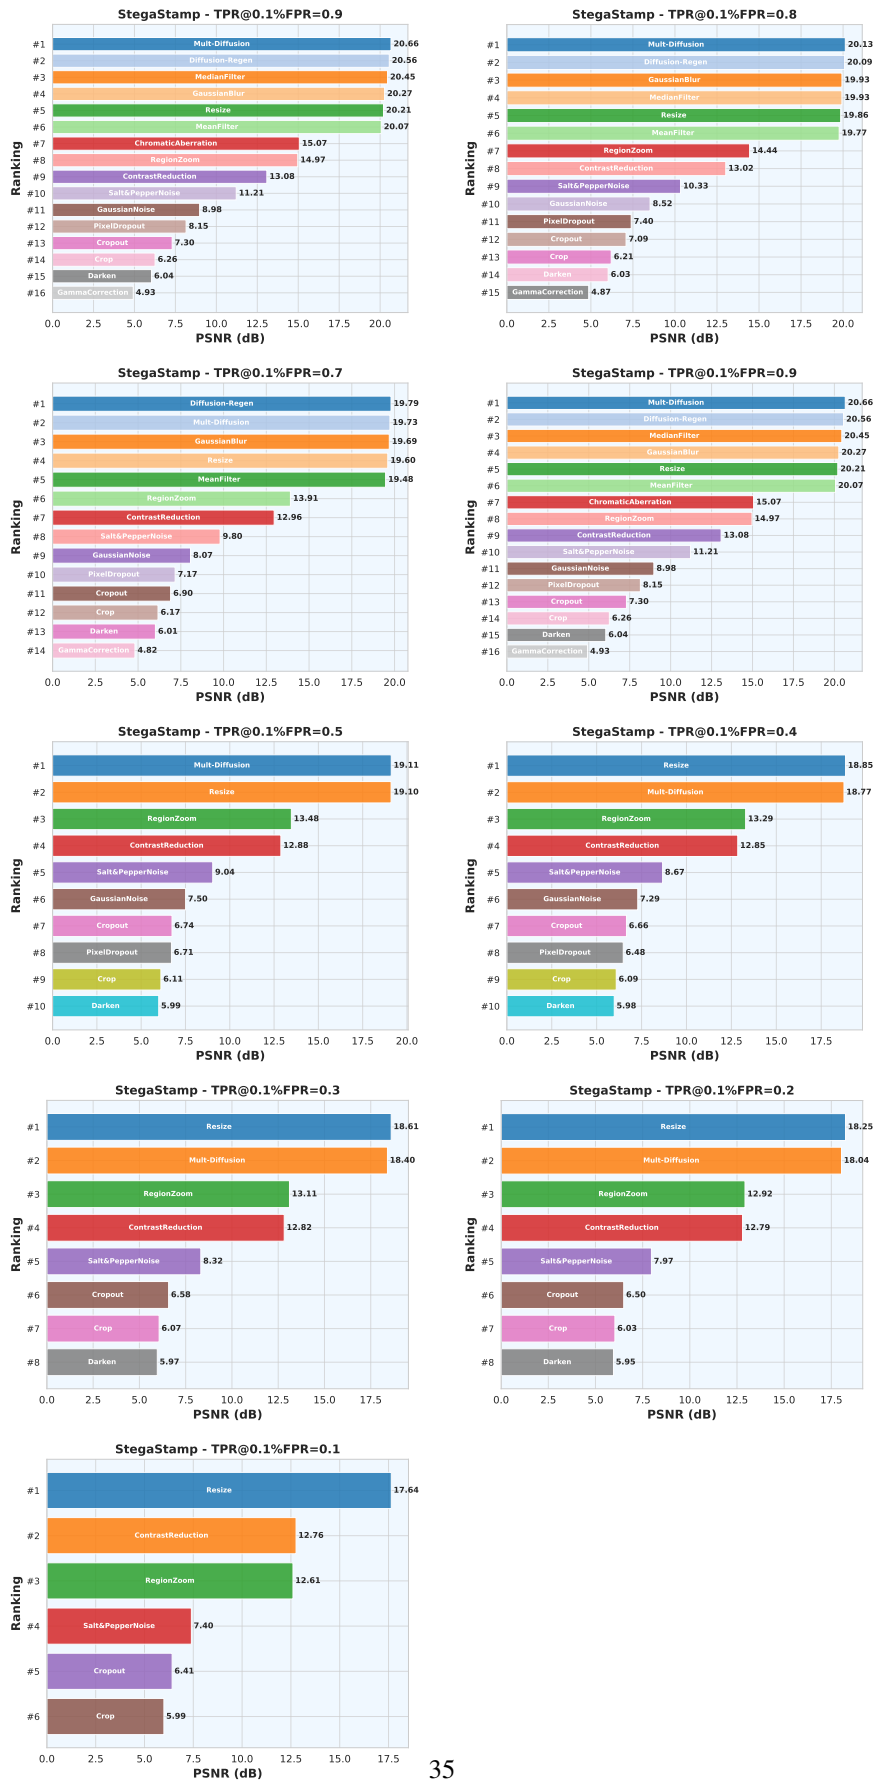 StegaStamp - TPR@0.1%FPR=0.9
Ranking
#1 Mult-Diffusion 20.66
#2 Diffusion-Regen 20.56
#3 MedianFilter 20.45
#4 GaussianBlur 20.27
#5 Resize 20.21
#6 MeanFilter 20.07
#7 ChromaticAberration 15.07
#8 RegionZoom 14.97
#9 ContrastReduction 13.08
#10 Salt&PepperNoise 11.21
#11 GaussianNoise 8.98
#12 PixelDropout 8.15
#13 Cropout 7.30
#14 Crop 6.26
#15 Darken 6.04
#16 GammaCorrection 4.93
0.0 2.5 5.0 7.5 10.0 12.5 15.0 17.5 20.0
PSNR (dB)
StegaStamp - TPR@0.1%FPR=0.8
Ranking
#1 Mult-Diffusion 20.13
#2 Diffusion-Regen 20.09
#3 GaussianBlur 19.93
#4 MedianFilter 19.93
#5 Resize 19.86
#6 MeanFilter 19.77
#7 RegionZoom 14.44
#8 ContrastReduction 13.02
#9 Salt&PepperNoise 10.33
#10 GaussianNoise 8.52
#11 PixelDropout 7.40
#12 Cropout 7.09
#13 Crop 6.21
#14 Darken 6.03
#15 GammaCorrection 4.87
0.0 2.5 5.0 7.5 10.0 12.5 15.0 17.5 20.0
PSNR (dB)
StegaStamp - TPR@0.1%FPR=0.7
Ranking
#1 Diffusion-Regen 19.79
#2 Mult-Diffusion 19.73
#3 GaussianBlur 19.69
#4 Resize 19.60
#5 MeanFilter 19.48
#6 RegionZoom 13.91
#7 ContrastReduction 12.96
#8 Salt&PepperNoise 9.80
#9 GaussianNoise 8.07
#10 PixelDropout 7.17
#11 Cropout 6.90
#12 Crop 6.17
#13 Darken 6.01
#14 GammaCorrection 4.82
0.0 2.5 5.0 7.5 10.0 12.5 15.0 17.5 20.0
PSNR (dB)
StegaStamp - TPR@0.1%FPR=0.9
Ranking
#1 Mult-Diffusion 20.66
#2 Diffusion-Regen 20.56
#3 MedianFilter 20.45
#4 GaussianBlur 20.27
#5 Resize 20.21
#6 MeanFilter 20.07
#7 ChromaticAberration 15.07
#8 RegionZoom 14.97
#9 ContrastReduction 13.08
#10 Salt&PepperNoise 11.21
#11 GaussianNoise 8.98
#12 PixelDropout 8.15
#13 Cropout 7.30
#14 Crop 6.26
#15 Darken 6.04
#16 GammaCorrection 4.93
0.0 2.5 5.0 7.5 10.0 12.5 15.0 17.5 20.0
PSNR (dB)
StegaStamp - TPR@0.1%FPR=0.5
Ranking
#1 Mult-Diffusion 19.11
#2 Resize 19.10
#3 RegionZoom 13.48
#4 ContrastReduction 12.88
#5 Salt&PepperNoise 9.04
#6 GaussianNoise 7.50
#7 Cropout 6.74
#8 PixelDropout 6.71
#9 Crop 6.11
#10 Darken 5.99
0.0 2.5 5.0 7.5 10.0 12.5 15.0 17.5 20.0
PSNR (dB)
StegaStamp - TPR@0.1%FPR=0.4
Ranking
#1 Resize 18.85
#2 Mult-Diffusion 18.77
#3 RegionZoom 13.29
#4 ContrastReduction 12.85
#5 Salt&PepperNoise 8.67
#6 GaussianNoise 7.29
#7 Cropout 6.66
#8 PixelDropout 6.48
#9 Crop 6.09
#10 Darken 5.98
0.0 2.5 5.0 7.5 10.0 12.5 15.0 17.5
PSNR (dB)
StegaStamp - TPR@0.1%FPR=0.3
Ranking
#1 Resize 18.61
#2 Mult-Diffusion 18.40
#3 RegionZoom 13.11
#4 ContrastReduction 12.82
#5 Salt&PepperNoise 8.32
#6 Cropout 6.58
#7 Crop 6.07
#8 Darken 5.97
0.0 2.5 5.0 7.5 10.0 12.5 15.0 17.5
PSNR (dB)
StegaStamp - TPR@0.1%FPR=0.2
Ranking
#1 Resize 18.25
#2 Mult-Diffusion 18.04
#3 RegionZoom 12.92
#4 ContrastReduction 12.79
#5 Salt&PepperNoise 7.97
#6 Cropout 6.50
#7 Crop 6.03
#8 Darken 5.95
0.0 2.5 5.0 7.5 10.0 12.5 15.0 17.5
PSNR (dB)
StegaStamp - TPR@0.1%FPR=0.1
Ranking
#1 Resize 17.64
#2 ContrastReduction 12.76
#3 RegionZoom 12.61
#4 Salt&PepperNoise 7.40
#5 Cropout 6.41
#6 Crop 5.99
0.0 2.5 5.0 7.5 10.0 12.5 15.0 17.5
PSNR (dB)
35